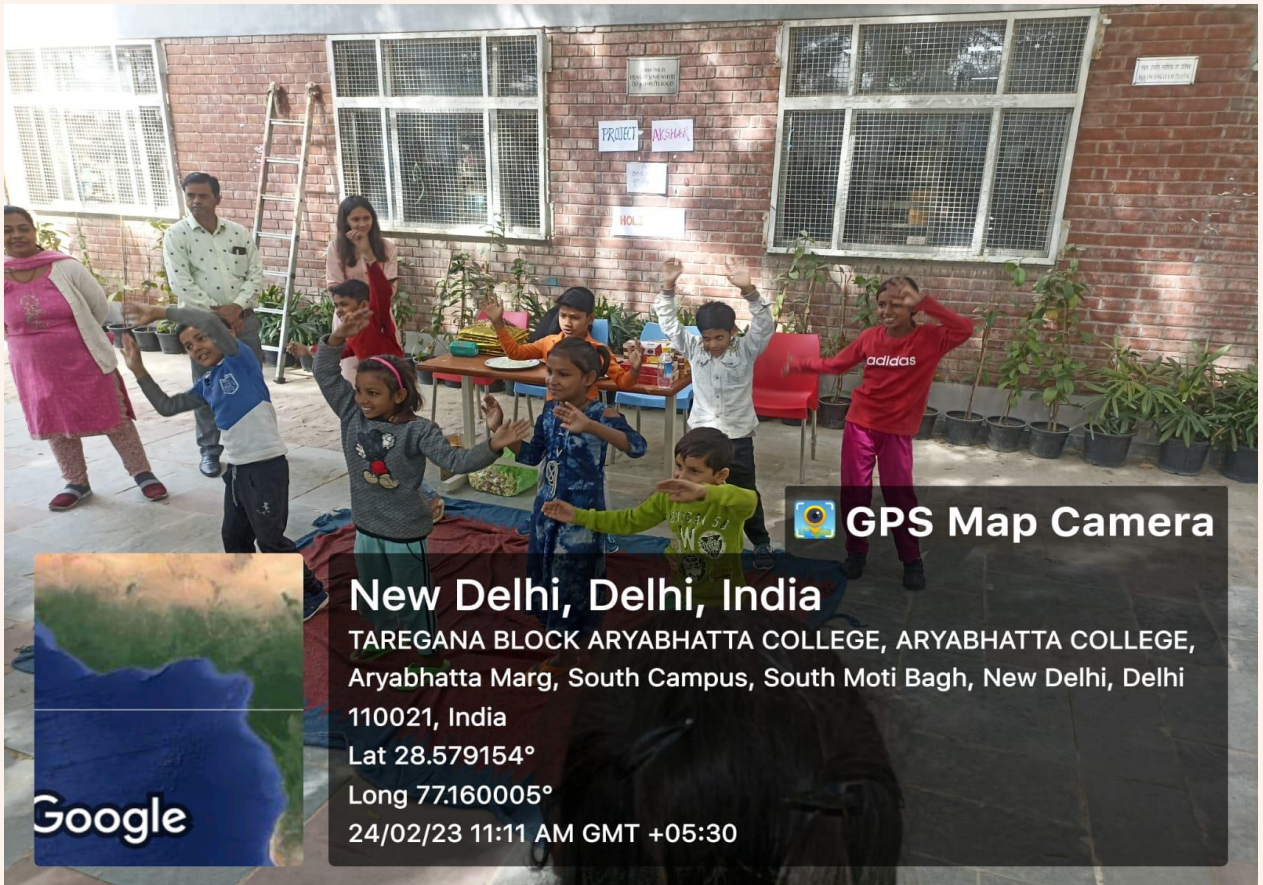 PROJECT AKSHAR
HOLI
adidas
GPS Map Camera
New Delhi, Delhi, India
TAREGANA BLOCK ARYABHATTA COLLEGE, ARYABHATTA COLLEGE,
Aryabhatta Marg, South Campus, South Moti Bagh, New Delhi, Delhi
110021, India
Lat 28.579154°
Long 77.160005°
24/02/23 11:11 AM GMT +05:30
Google